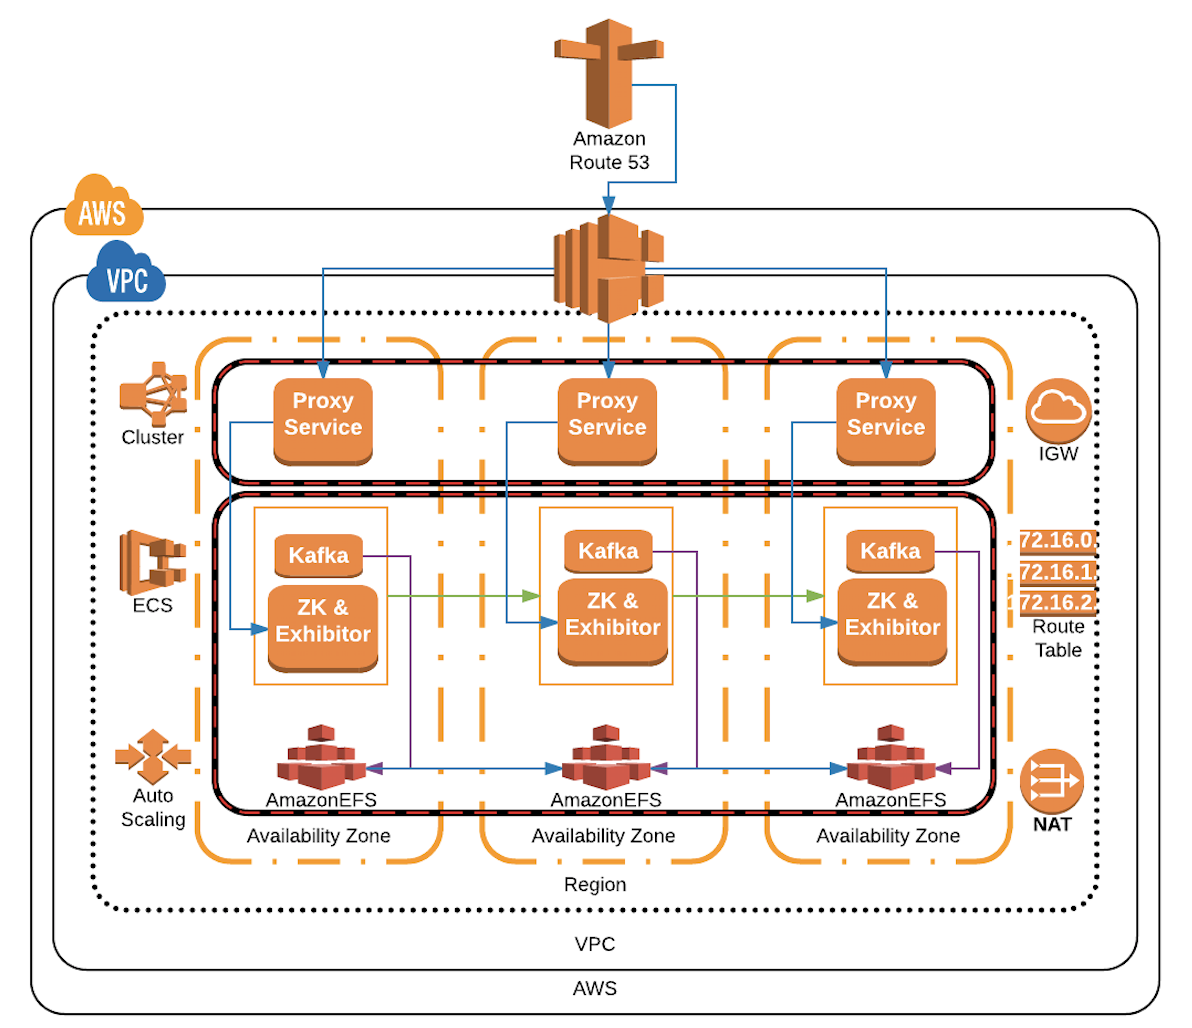 Amazon
Route 53
AWS
VPC
Cluster
Proxy
Service
Proxy
Service
Proxy
Service
IGW
ECS
Kafka
ZK &
Exhibitor
Kafka
ZK &
Exhibitor
Kafka
ZK &
Exhibitor
72.16.0.
72.16.1.
172.16.2.
Route
Table
Auto
Scaling
AmazonEFS
AmazonEFS
AmazonEFS
NAT
Availability Zone
Availability Zone
Availability Zone
Region
VPC
AWS